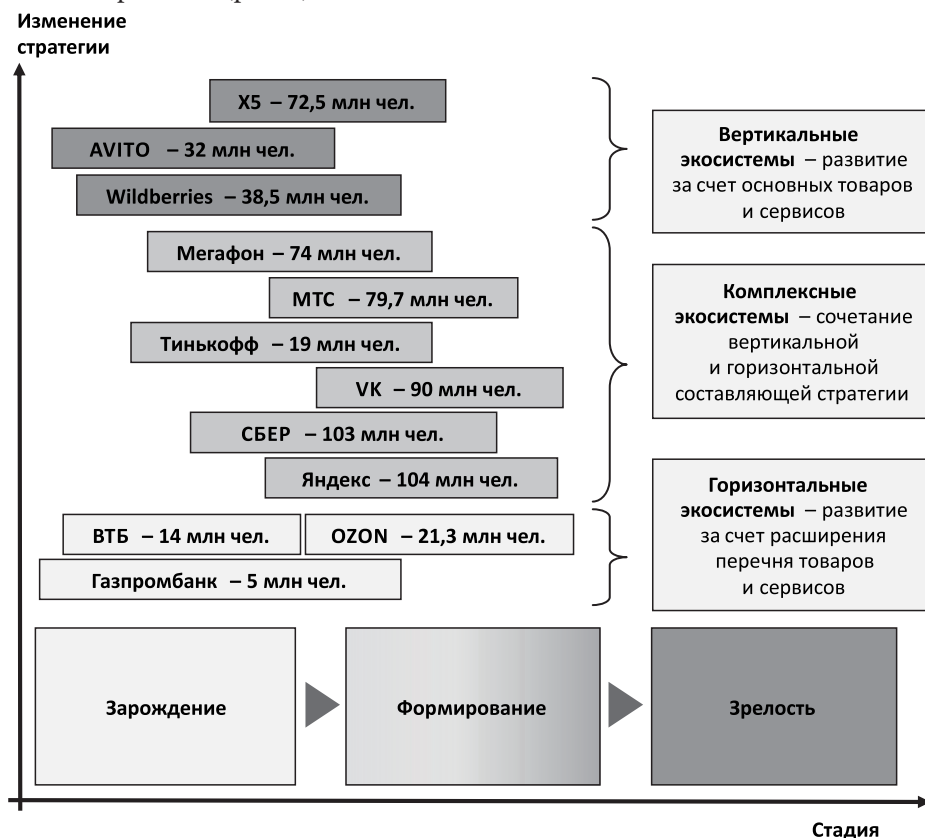 Изменение
стратегии
X5 – 72,5 млн чел.
AVITO – 32 млн чел.
Wildberries – 38,5 млн чел.
Вертикальные
экосистемы – развитие
за счет основных товаров
и сервисов
Мегафон – 74 млн чел.
МТС – 79,7 млн чел.
Тинькофф – 19 млн чел.
VK – 90 млн чел.
СБЕР – 103 млн чел.
Яндекс – 104 млн чел.
Комплексные
экосистемы – сочетание
вертикальной
и горизонтальной
составляющей стратегии
ВТБ – 14 млн чел.
OZON – 21,3 млн чел.
Газпромбанк – 5 млн чел.
Горизонтальные
экосистемы – развитие
за счет расширения
перечня товаров
и сервисов
Зарождение
Формирование
Зрелость
Стадия